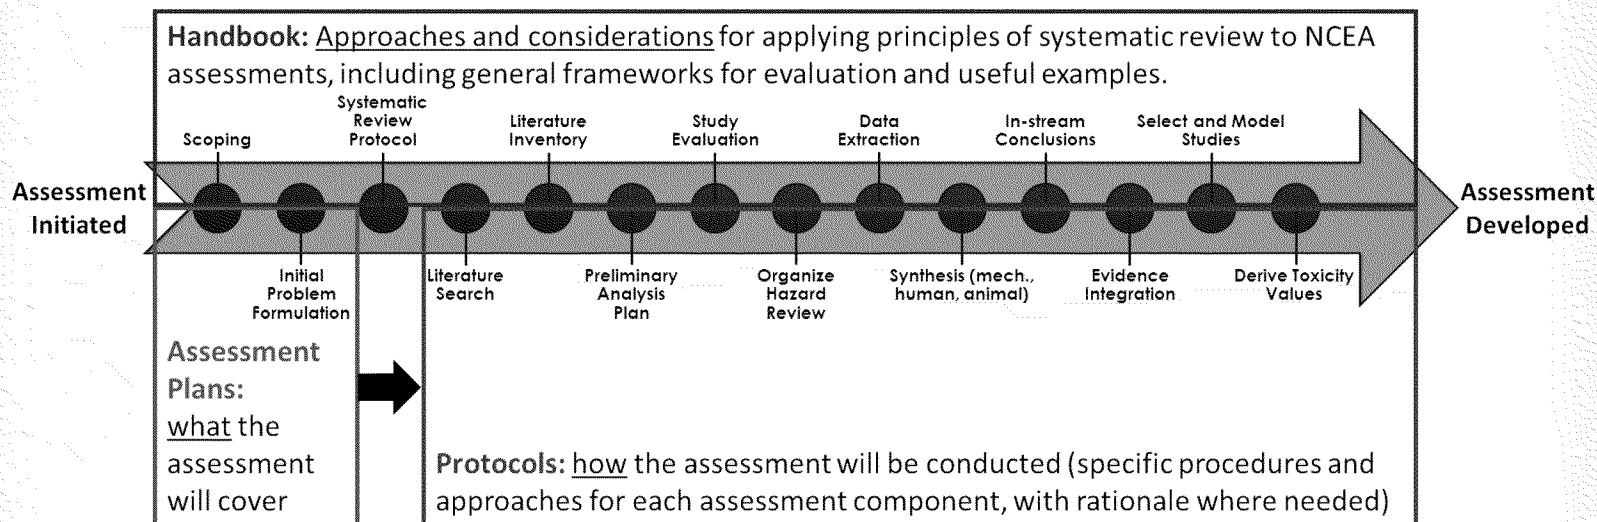 Handbook: Approaches and considerations for applying principles of systematic review to NCEA
assessments, including general frameworks for evaluation and useful examples.
Systematic
Review
Protocol
Scoping
Literature
Inventory
Study
Evaluation
Data
Extraction
In-stream
Conclusions
Select and Model
Studies
Assessment
Initiated
Assessment
Developed
Initial
Problem
Formulation
Literature
Search
Preliminary
Analysis
Plan
Organize
Hazard
Review
Synthesis (mech.,
human, animal)
Evidence
Integration
Derive Toxicity
Values
Assessment
Plans:
what the
assessment
will cover
Protocols: how the assessment will be conducted (specific procedures and
approaches for each assessment component, with rationale where needed)